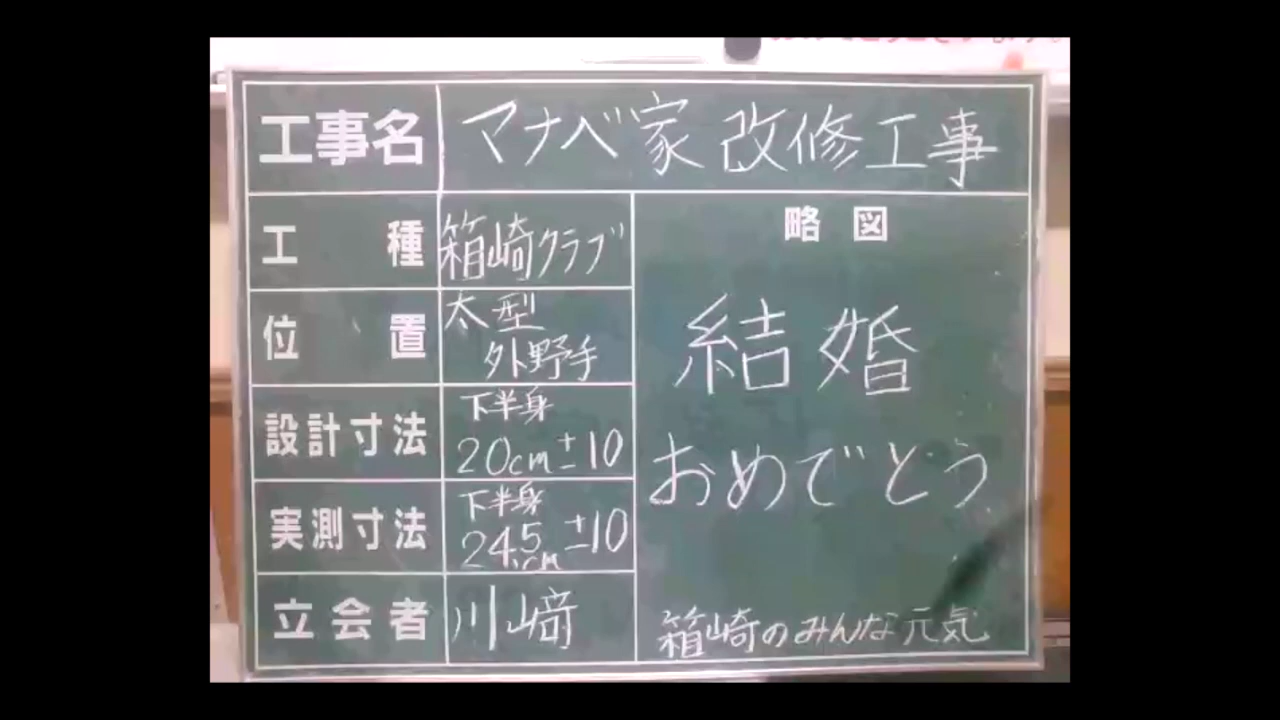 工事名 マナベ家 改修工事
工種 箱崎クラブ
位置 太型
外野手
設計寸法 下半身
20cm±10
実測寸法 下半身
24.5cm±10
立会者 川﨑
略図
結婚
おめでとう
箱崎のみんな元気